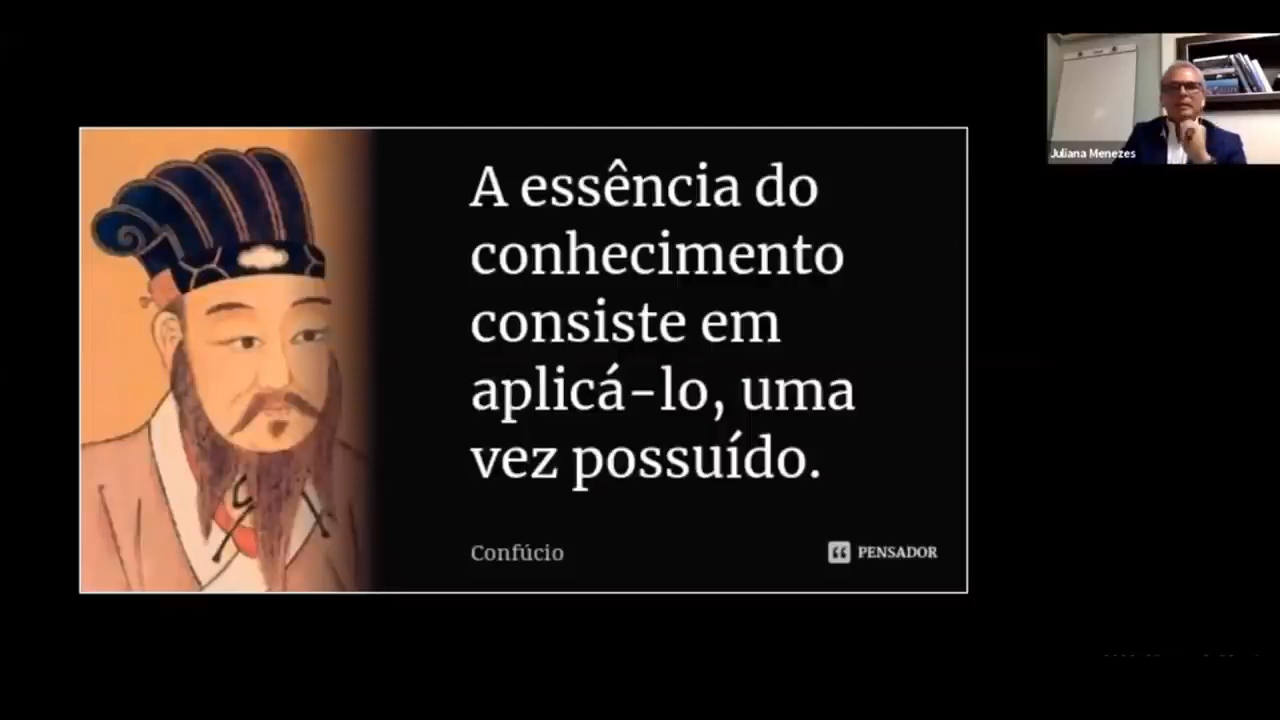 A essência do
conhecimento
consiste em
aplicá-lo, uma
vez possuído.
Confúcio
PENSADOR
Juliana Menezes